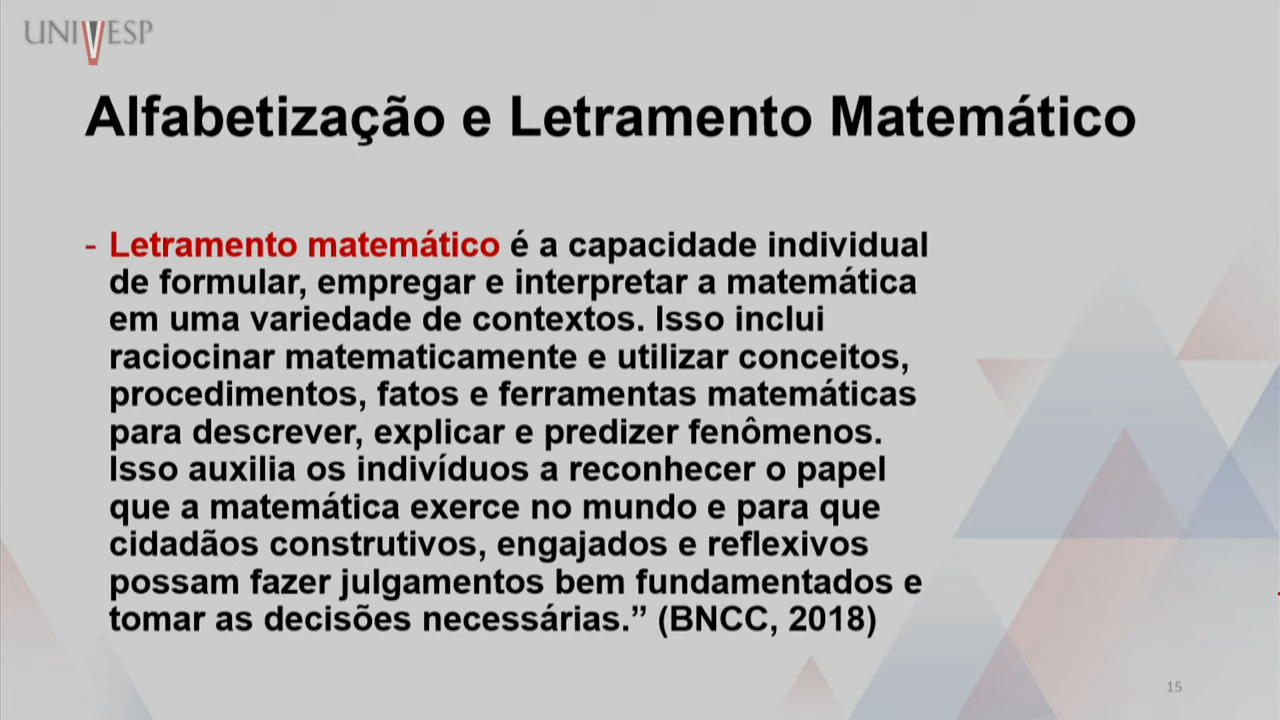 UNIVESP
Alfabetização e Letramento Matemático
- Letramento matemático é a capacidade individual
de formular, empregar e interpretar a matemática
em uma variedade de contextos. Isso inclui
raciocinar matematicamente e utilizar conceitos,
procedimentos, fatos e ferramentas matemáticas
para descrever, explicar e predizer fenômenos.
Isso auxilia os indivíduos a reconhecer o papel
que a matemática exerce no mundo e para que
cidadãos construtivos, engajados e reflexivos
possam fazer julgamentos bem fundamentados e
tomar as decisões necessárias.” (BNCC, 2018)
15